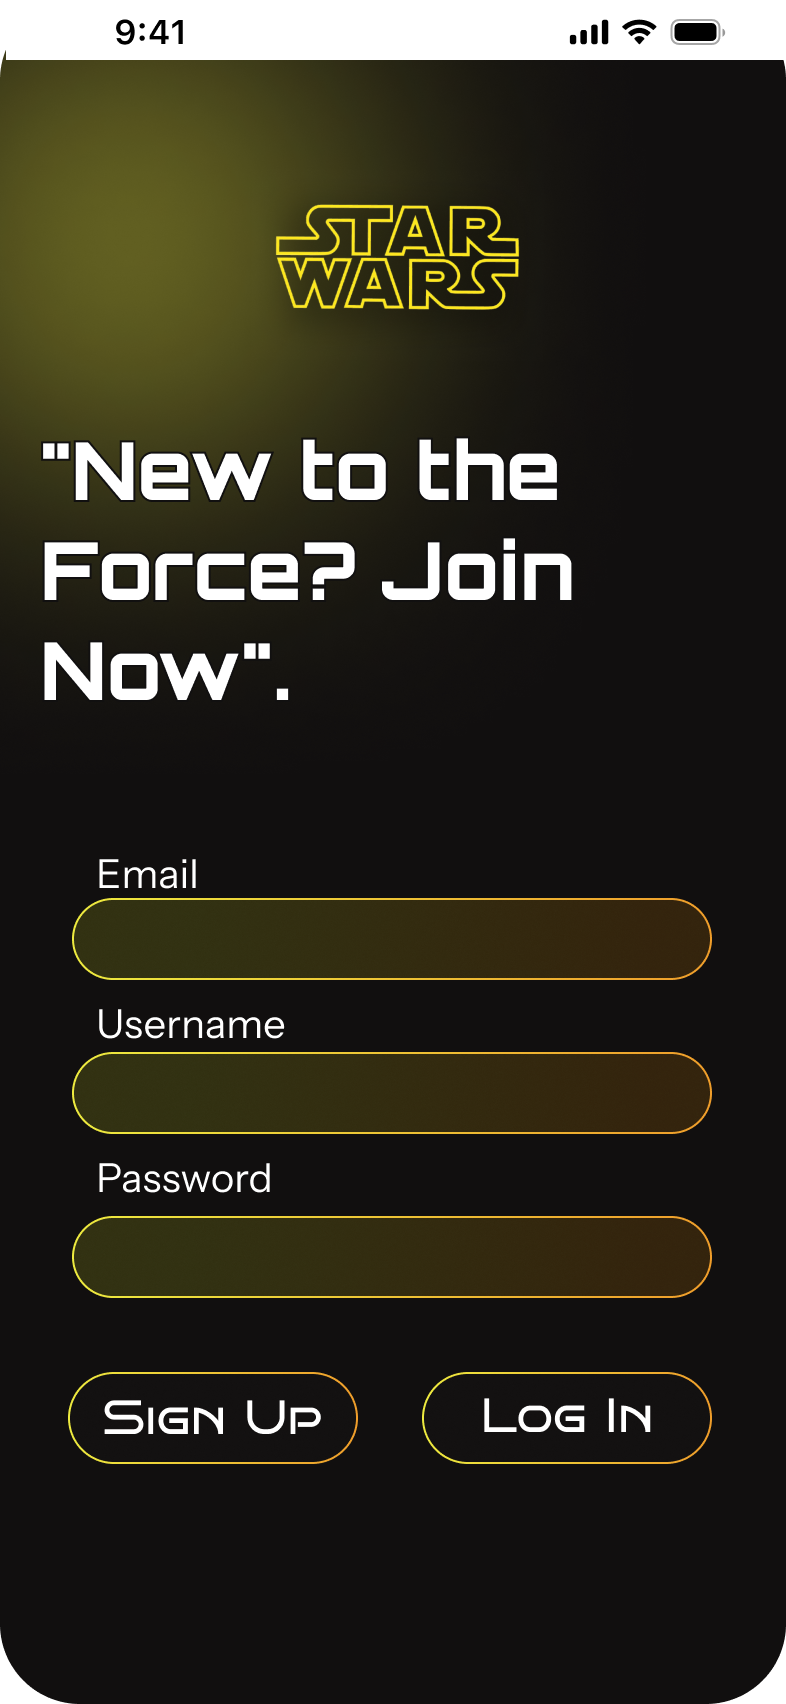 9:41
STAR
WARS
"New to the
Force? Join
Now".
Email
Username
Password
Sign Up
Log In